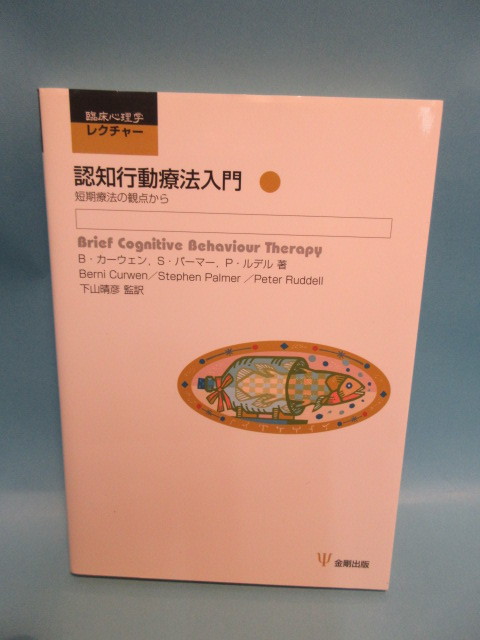 臨床心理学
レクチャー
認知行動療法入門
短期療法の観点から
Brief Cognitive Behaviour Therapy
B・カーウェン, S・パーマー, P・ルデル 著
Berni Curwen／Stephen Palmer／Peter Ruddell
下山晴彦 監訳
金剛出版